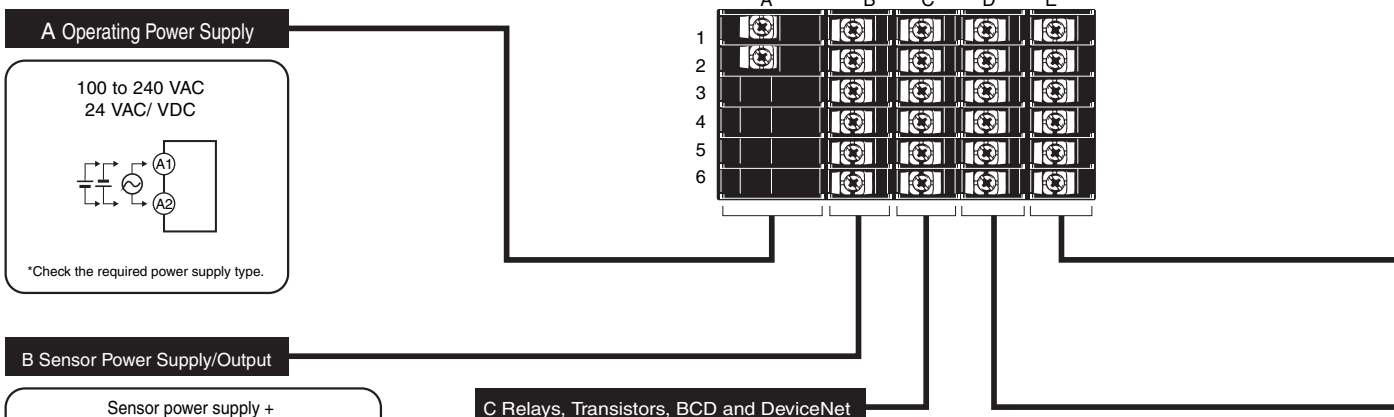 A Operating Power Supply
100 to 240 VAC
24 VAC/ VDC
A1
A2
*Check the required power supply type.
A B C D E
1
2
3
4
5
6
B Sensor Power Supply/Output
Sensor power supply +
C Relays, Transistors, BCD and DeviceNet